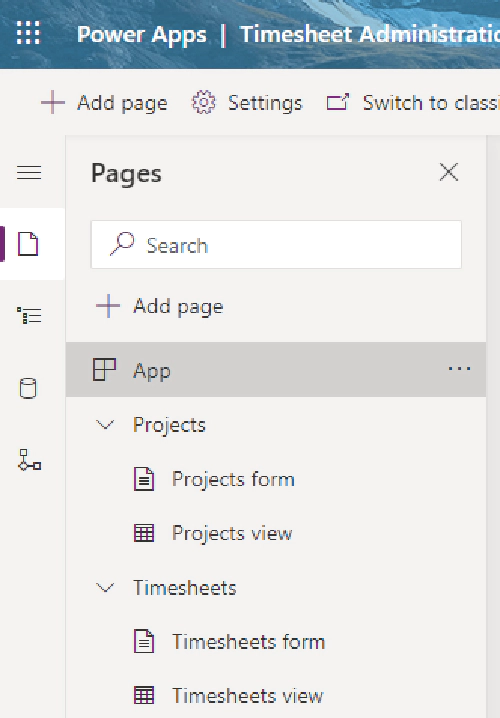 Power Apps | Timesheet Administratio
Add page Settings Switch to classi
Pages
Search
Add page
App ...
Projects
Projects form
Projects view
Timesheets
Timesheets form
Timesheets view